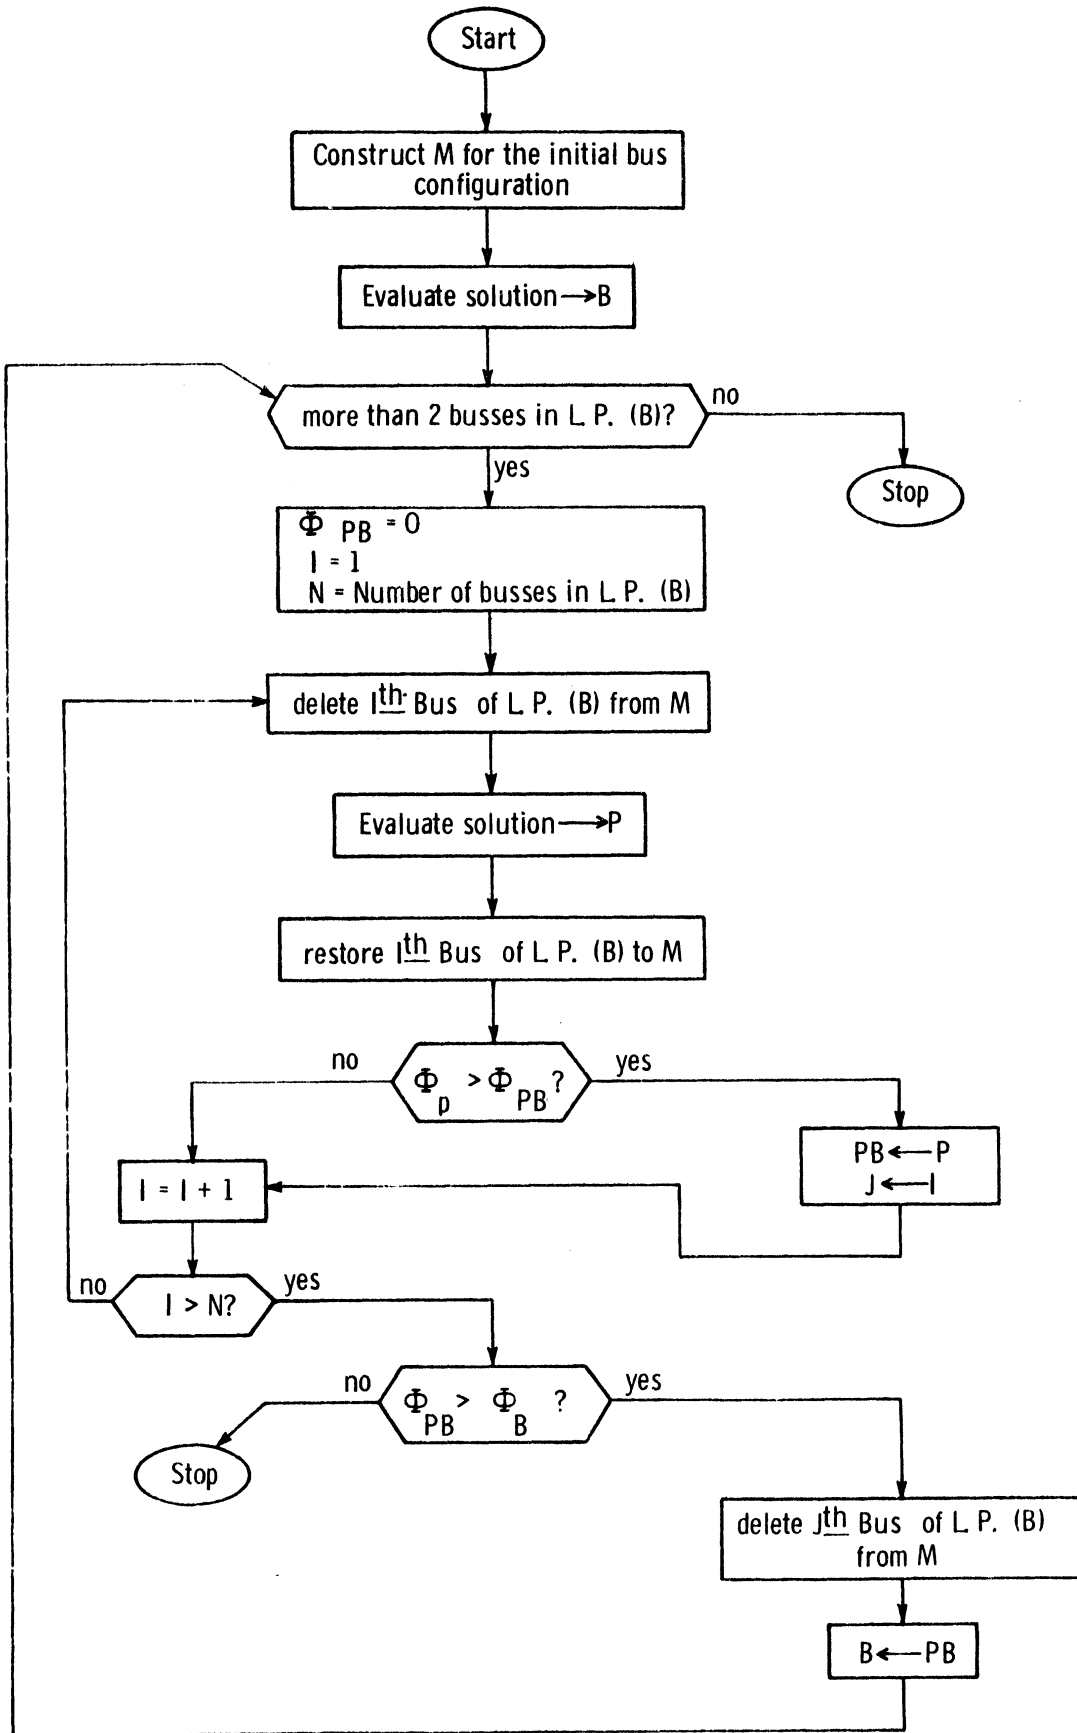 Start
Construct M for the initial bus
configuration
Evaluate solution→B
more than 2 busses in L. P. (B)?
no
yes
Stop
Φ PB = 0
I = 1
N = Number of busses in L. P. (B)
delete Ith Bus of L. P. (B) from M
Evaluate solution→P
restore Ith Bus of L. P. (B) to M
no
Φp > ΦPB ?
yes
PB←P
J←I
I = I + 1
no
I > N?
yes
no
ΦPB > ΦB ?
yes
Stop
delete Jth Bus of L. P. (B)
from M
B←PB